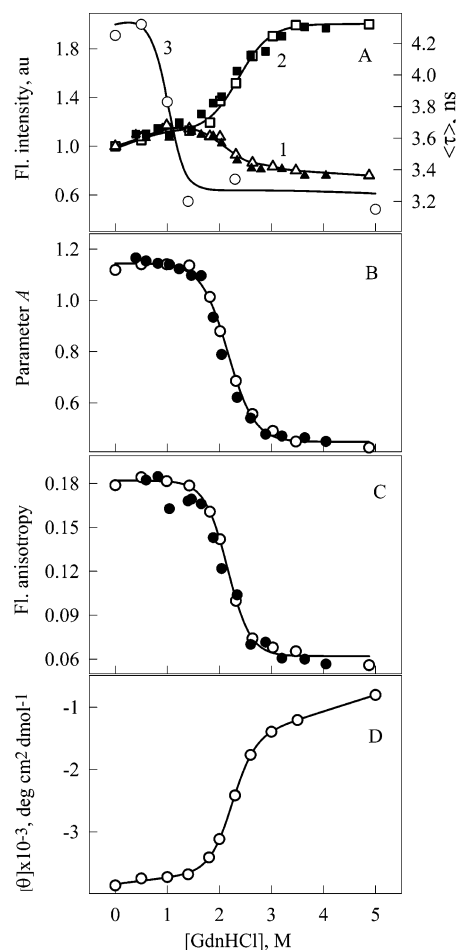 A
3
2
1
1.8
1.4
1.0
0.6
Fl. intensity, au
4.2
4.0
3.8
3.6
3.4
3.2
<τ>, ns
B
1.2
1.0
0.8
0.6
Parameter A
C
0.18
0.15
0.12
0.09
0.06
Fl. anisotropy
D
-1
-2
-3
[θ]x10-3, deg cm2 dmol-1
0 1 2 3 4 5
[GdnHCl], M